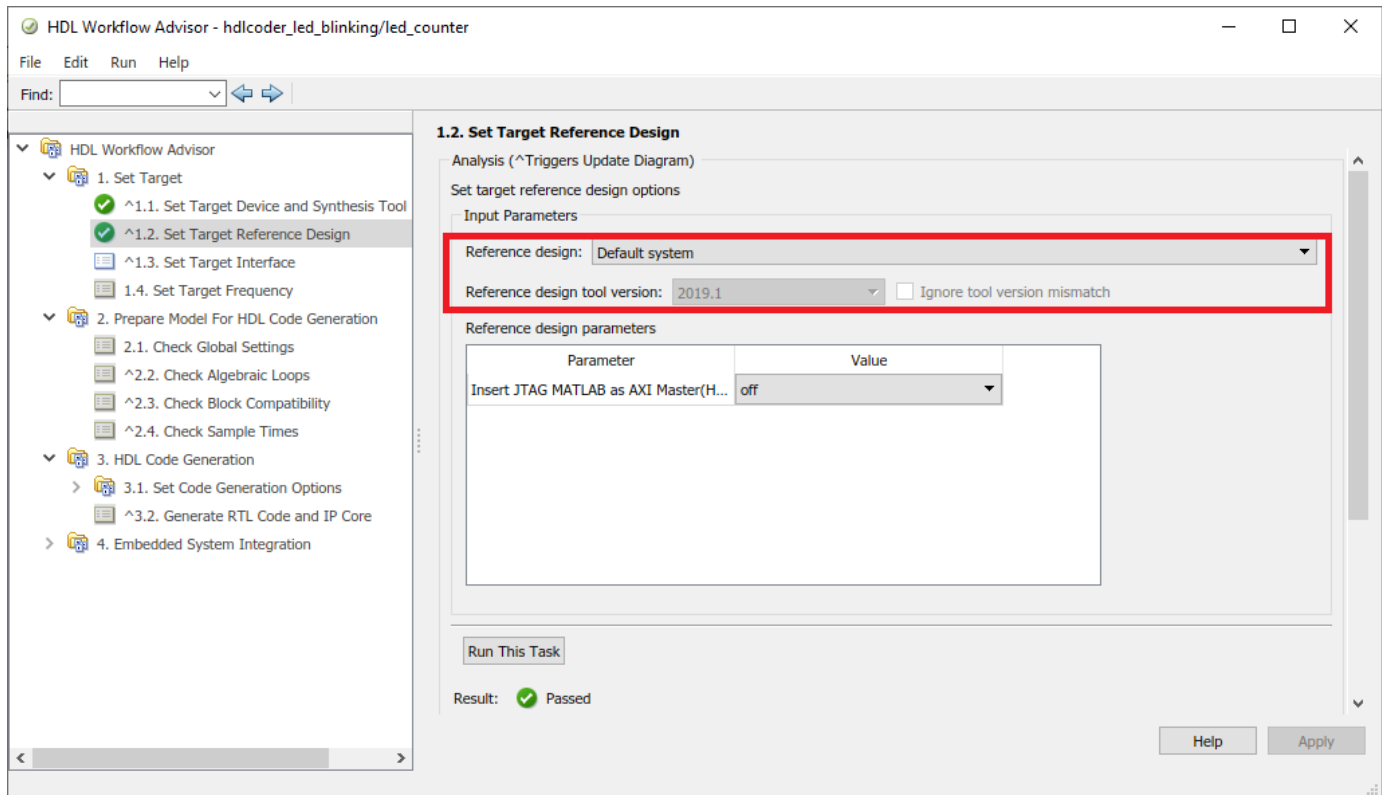 HDL Workflow Advisor - hdlcoder_led_blinking/led_counter
File Edit Run Help
Find:
HDL Workflow Advisor
1. Set Target
^1.1. Set Target Device and Synthesis Tool
^1.2. Set Target Reference Design
^1.3. Set Target Interface
1.4. Set Target Frequency
2. Prepare Model For HDL Code Generation
2.1. Check Global Settings
^2.2. Check Algebraic Loops
^2.3. Check Block Compatibility
^2.4. Check Sample Times
3. HDL Code Generation
3.1. Set Code Generation Options
^3.2. Generate RTL Code and IP Core
4. Embedded System Integration
1.2. Set Target Reference Design
Analysis (^Triggers Update Diagram)
Set target reference design options
Input Parameters
Reference design: Default system
Reference design tool version: 2019.1 Ignore tool version mismatch
Reference design parameters
Parameter Value
Insert JTAG MATLAB as AXI Master(H... off
Run This Task
Result: Passed
Help Apply